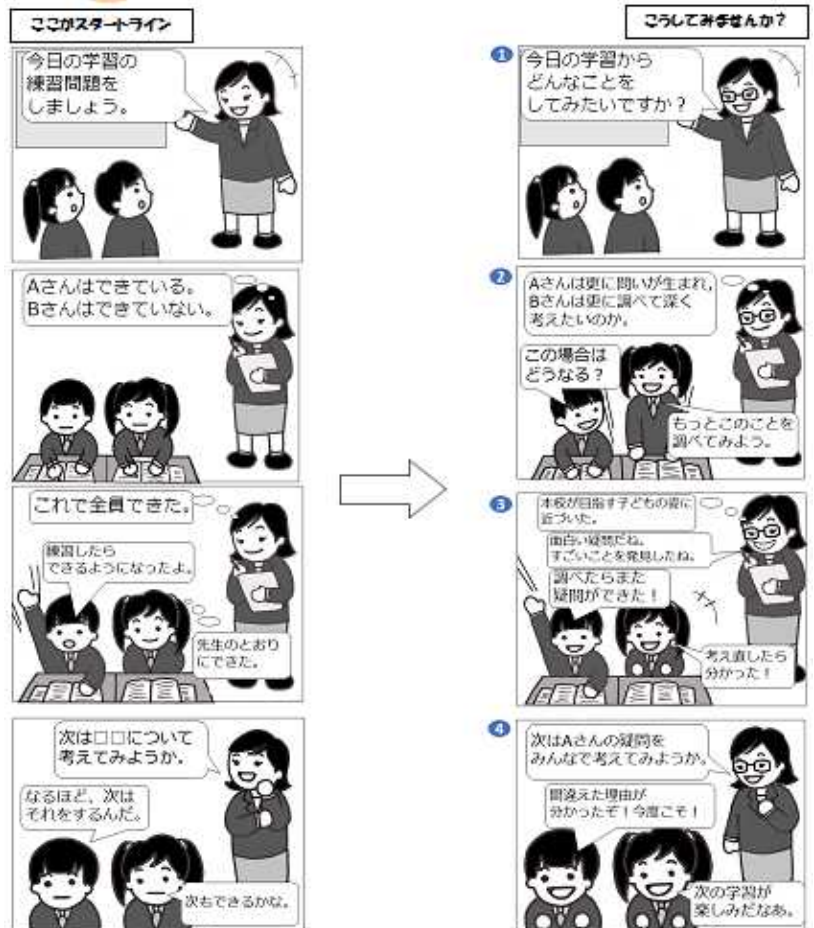 ここがスタートライン
今日の学習の
練習問題を
しましょう。
Aさんはできている。
Bさんはできていない。
これで全員できた。
練習したら
できるようになったよ。
先生のとおり
にできた。
次は□□について
考えてみようか。
なるほど、次は
それをするんだ。
次もできるかな。
こうしてみませんか？
1
今日の学習から
どんなことを
してみたいですか？
2
Aさんは更に問いが生まれ,
Bさんは更に調べて深く
考えたいのか。
この場合は
どうなる？
もっとこのことを
調べてみよう。
3
本校が目指す子どもの姿に
近づいた。
面白い疑問だね。
すごいことを発見したね。
調べたらまた
疑問ができた！
考え直したら
分かった！
4
次はAさんの疑問を
みんなで考えてみようか。
間違えた理由が
分かったぞ！今度こそ！
次の学習が
楽しみだなあ。